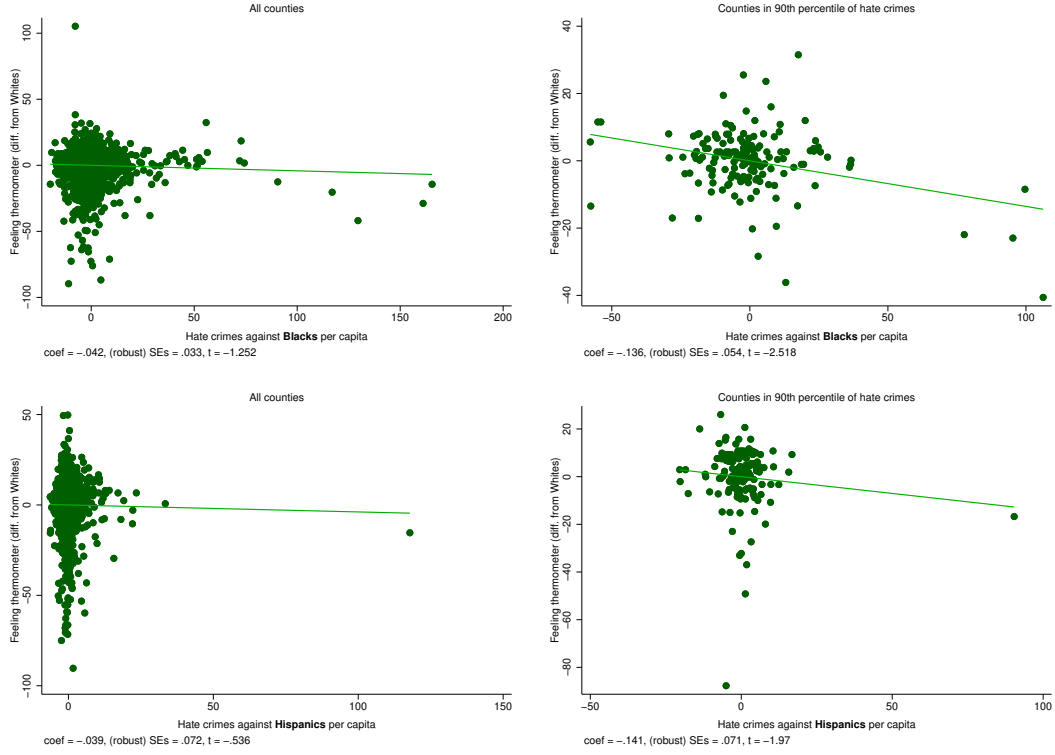 All counties
Feeling thermometer (diff. from Whites)
100
50
0
−50
−100
0
50
100
150
200
Hate crimes against Blacks per capita
coef = −.042, (robust) SEs = .033, t = −1.252
Counties in 90th percentile of hate crimes
Feeling thermometer (diff. from Whites)
40
20
0
−20
−40
−50
0
50
100
Hate crimes against Blacks per capita
coef = −.136, (robust) SEs = .054, t = −2.518
All counties
Feeling thermometer (diff. from Whites)
50
0
−50
−100
0
50
100
150
Hate crimes against Hispanics per capita
coef = −.039, (robust) SEs = .072, t = −.536
Counties in 90th percentile of hate crimes
Feeling thermometer (diff. from Whites)
20
0
−20
−40
−60
−80
−50
0
50
100
Hate crimes against Hispanics per capita
coef = −.141, (robust) SEs = .071, t = −1.97